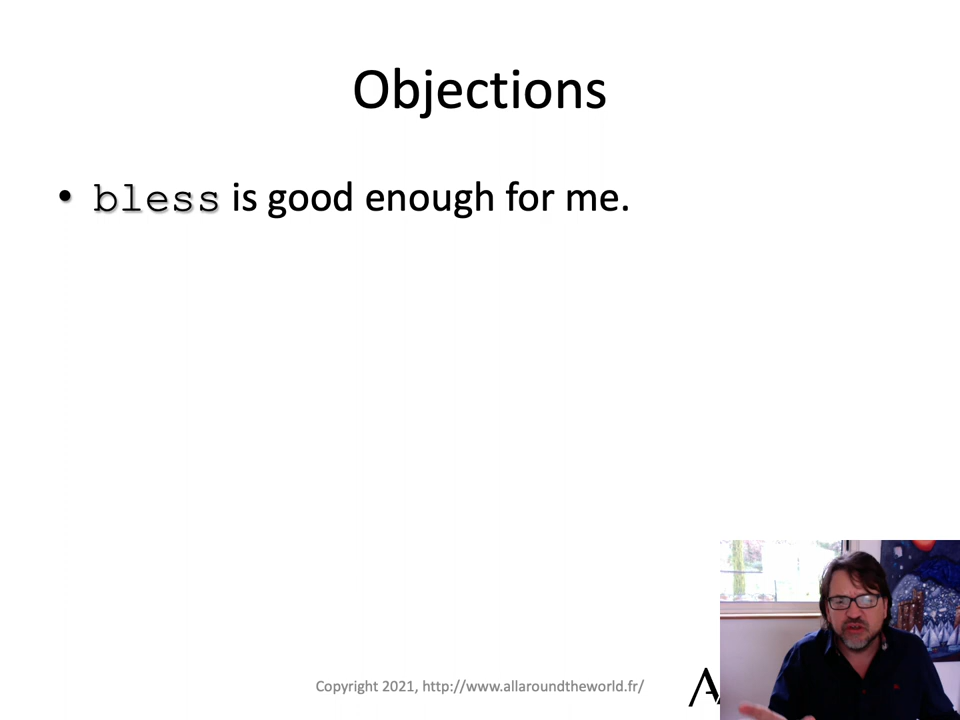 Objections
• bless is good enough for me.
Copyright 2021, http://www.allaroundtheworld.fr/